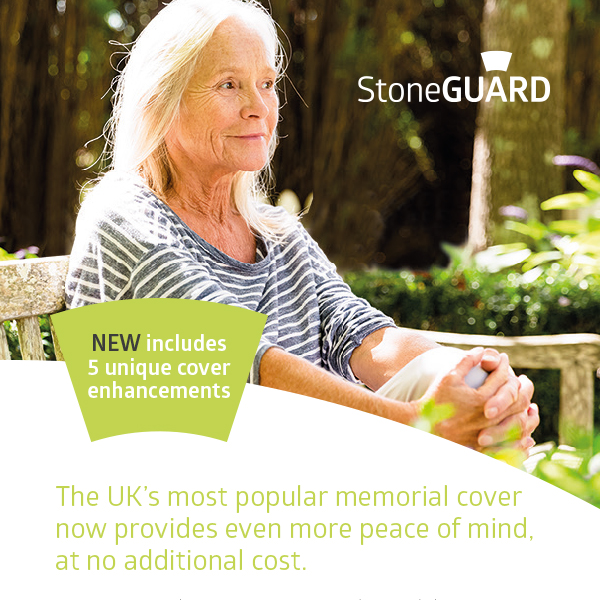 StoneGUARD
NEW includes
5 unique cover
enhancements
The UK's most popular memorial cover
now provides even more peace of mind,
at no additional cost.